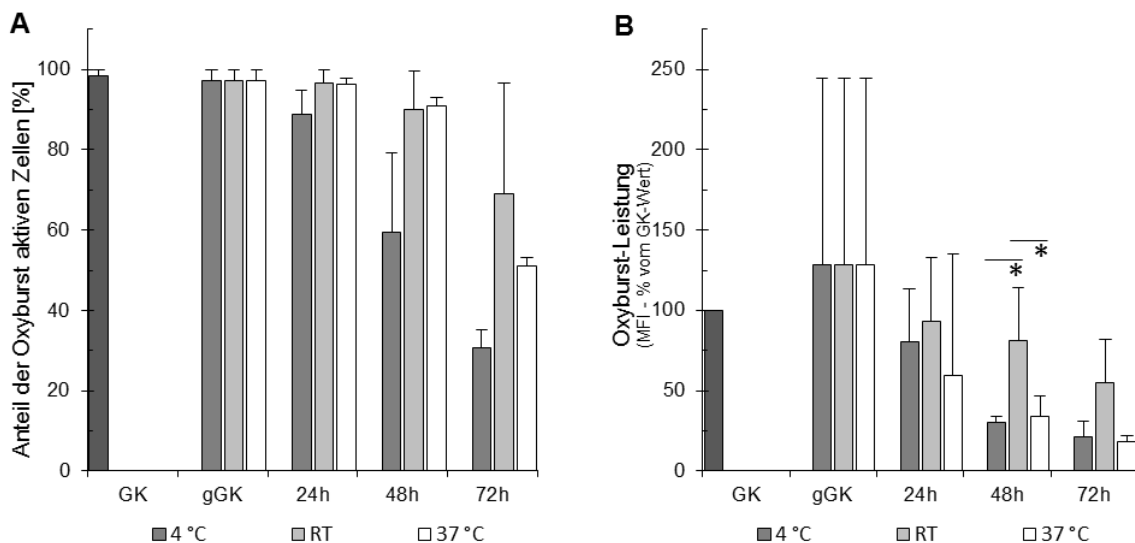 A
Anteil der Oxyburst aktiven Zellen [%]
100
80
60
40
20
0
GK gGK 24h 48h 72h
4 °C RT 37 °C
B
Oxyburst-Leistung
(MFI - % vom GK-Wert)
250
200
150
100
50
0
*
*
GK gGK 24h 48h 72h
4 °C RT 37 °C